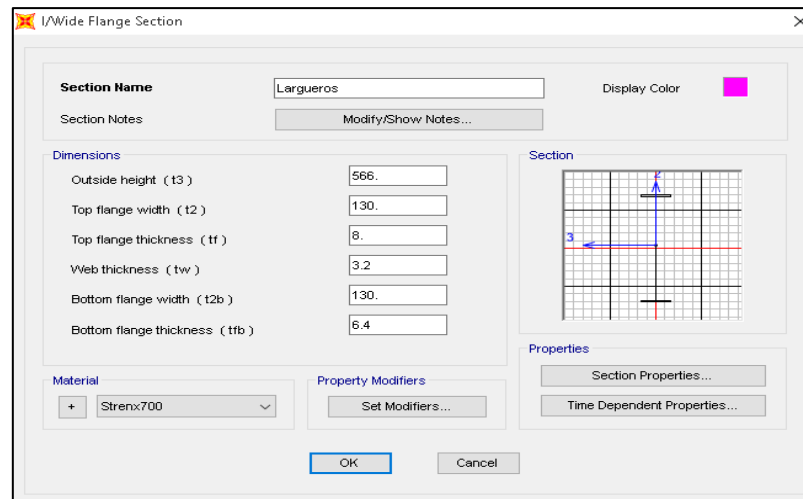 I/Wide Flange Section
Section Name Largueros Display Color
Section Notes Modify/Show Notes...
Dimensions
Outside height ( t3 ) 566.
Top flange width ( t2 ) 130.
Top flange thickness ( tf ) 8.
Web thickness ( tw ) 3.2
Bottom flange width ( t2b ) 130.
Bottom flange thickness ( tfb ) 6.4
Section
2
3
Material
+ Strenx700
Property Modifiers
Set Modifiers...
Properties
Section Properties...
Time Dependent Properties...
OK Cancel